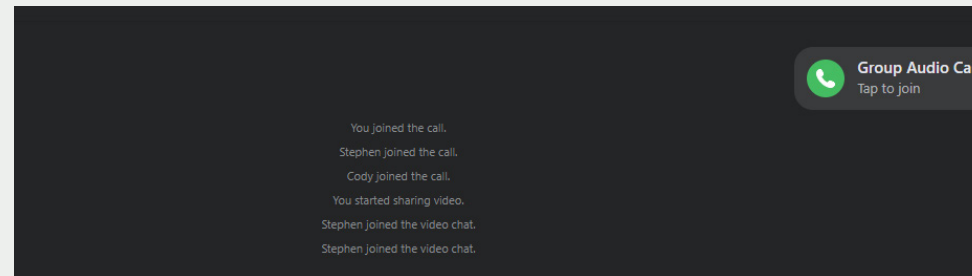 Group Audio Ca
Tap to join
You joined the call.
Stephen joined the call.
Cody joined the call.
You started sharing video.
Stephen joined the video chat.
Stephen joined the video chat.